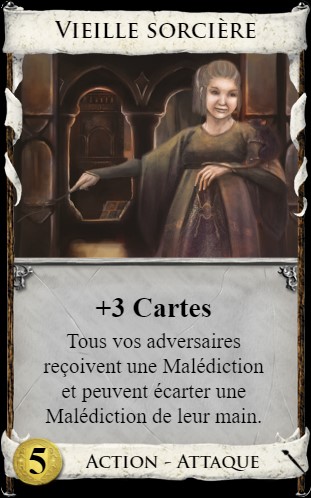 Vieille sorcière
+3 Cartes
Tous vos adversaires
reçoivent une Malédiction
et peuvent écarter une
Malédiction de leur main.
5 Action - Attaque